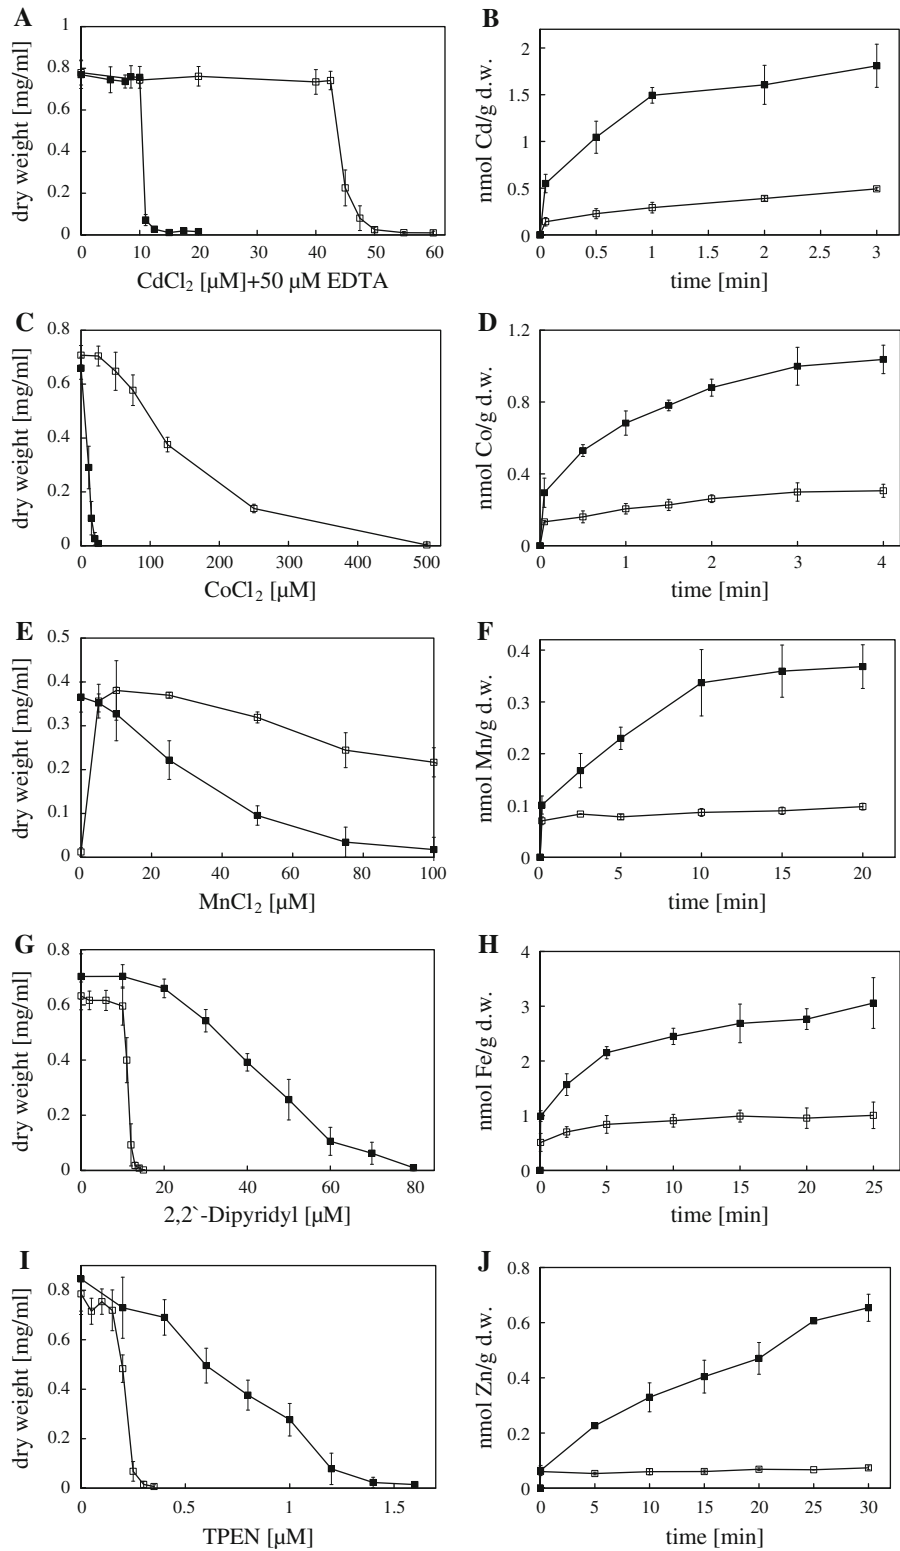 A
dry weight [mg/ml]
1
0.8
0.6
0.4
0.2
0
0 10 20 30 40 50 60
CdCl2 [µM]+50 µM EDTA
B
nmol Cd/g d.w.
2
1.5
1
0.5
0
0 0.5 1 1.5 2 2.5 3
time [min]
C
dry weight [mg/ml]
0.8
0.6
0.4
0.2
0
0 100 200 300 400 500
CoCl2 [µM]
D
nmol Co/g d.w.
1.2
0.8
0.4
0
0 1 2 3 4
time [min]
E
dry weight [mg/ml]
0.5
0.4
0.3
0.2
0.1
0
0 20 40 60 80 100
MnCl2 [µM]
F
nmol Mn/g d.w.
0.4
0.3
0.2
0.1
0
0 5 10 15 20
time [min]
G
dry weight [mg/ml]
0.8
0.6
0.4
0.2
0
0 20 40 60 80
2,2`-Dipyridyl [µM]
H
nmol Fe/g d.w.
4
3
2
1
0
0 5 10 15 20 25
time [min]
I
dry weight [mg/ml]
0.8
0.6
0.4
0.2
0
0 0.5 1 1.5
TPEN [µM]
J
nmol Zn/g d.w.
0.8
0.6
0.4
0.2
0
0 5 10 15 20 25 30
time [min]